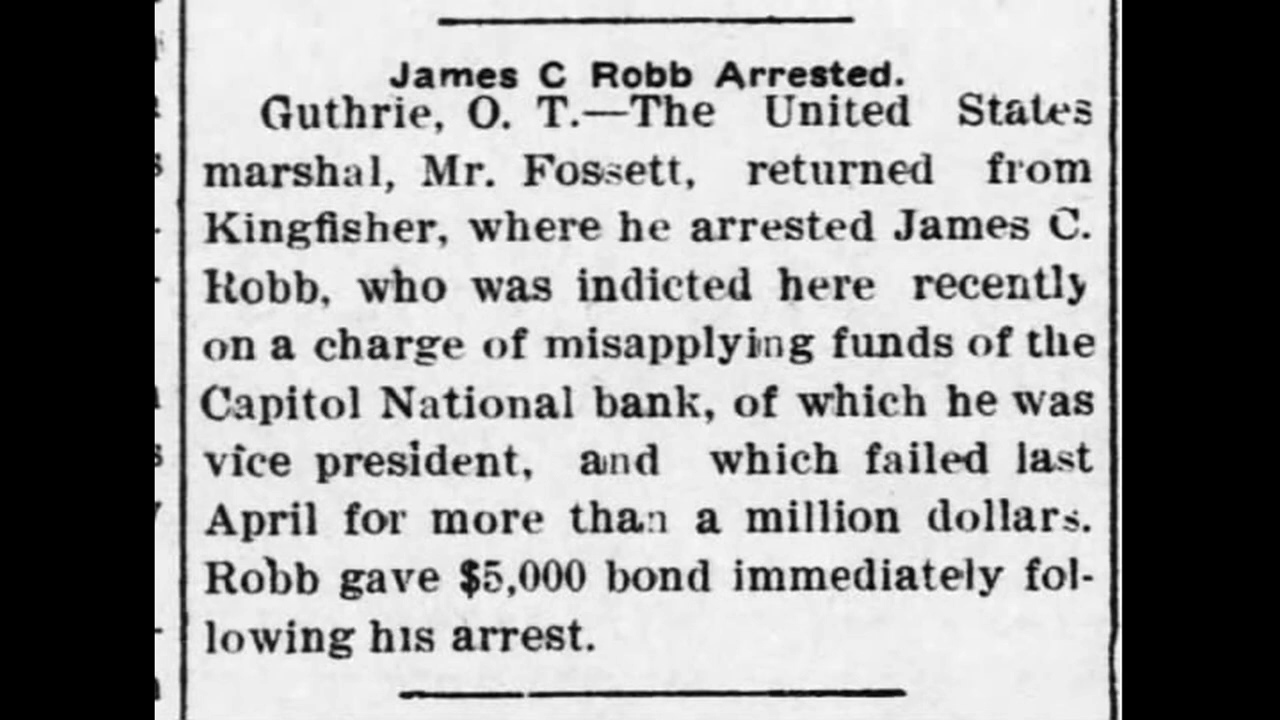 James C Robb Arrested.
Guthrie, O. T.—The United States
marshal, Mr. Fossett, returned from
Kingfisher, where he arrested James C.
Robb, who was indicted here recently
on a charge of misapplying funds of the
Capitol National bank, of which he was
vice president, and which failed last
April for more than a million dollars.
Robb gave $5,000 bond immediately fol-
lowing his arrest.